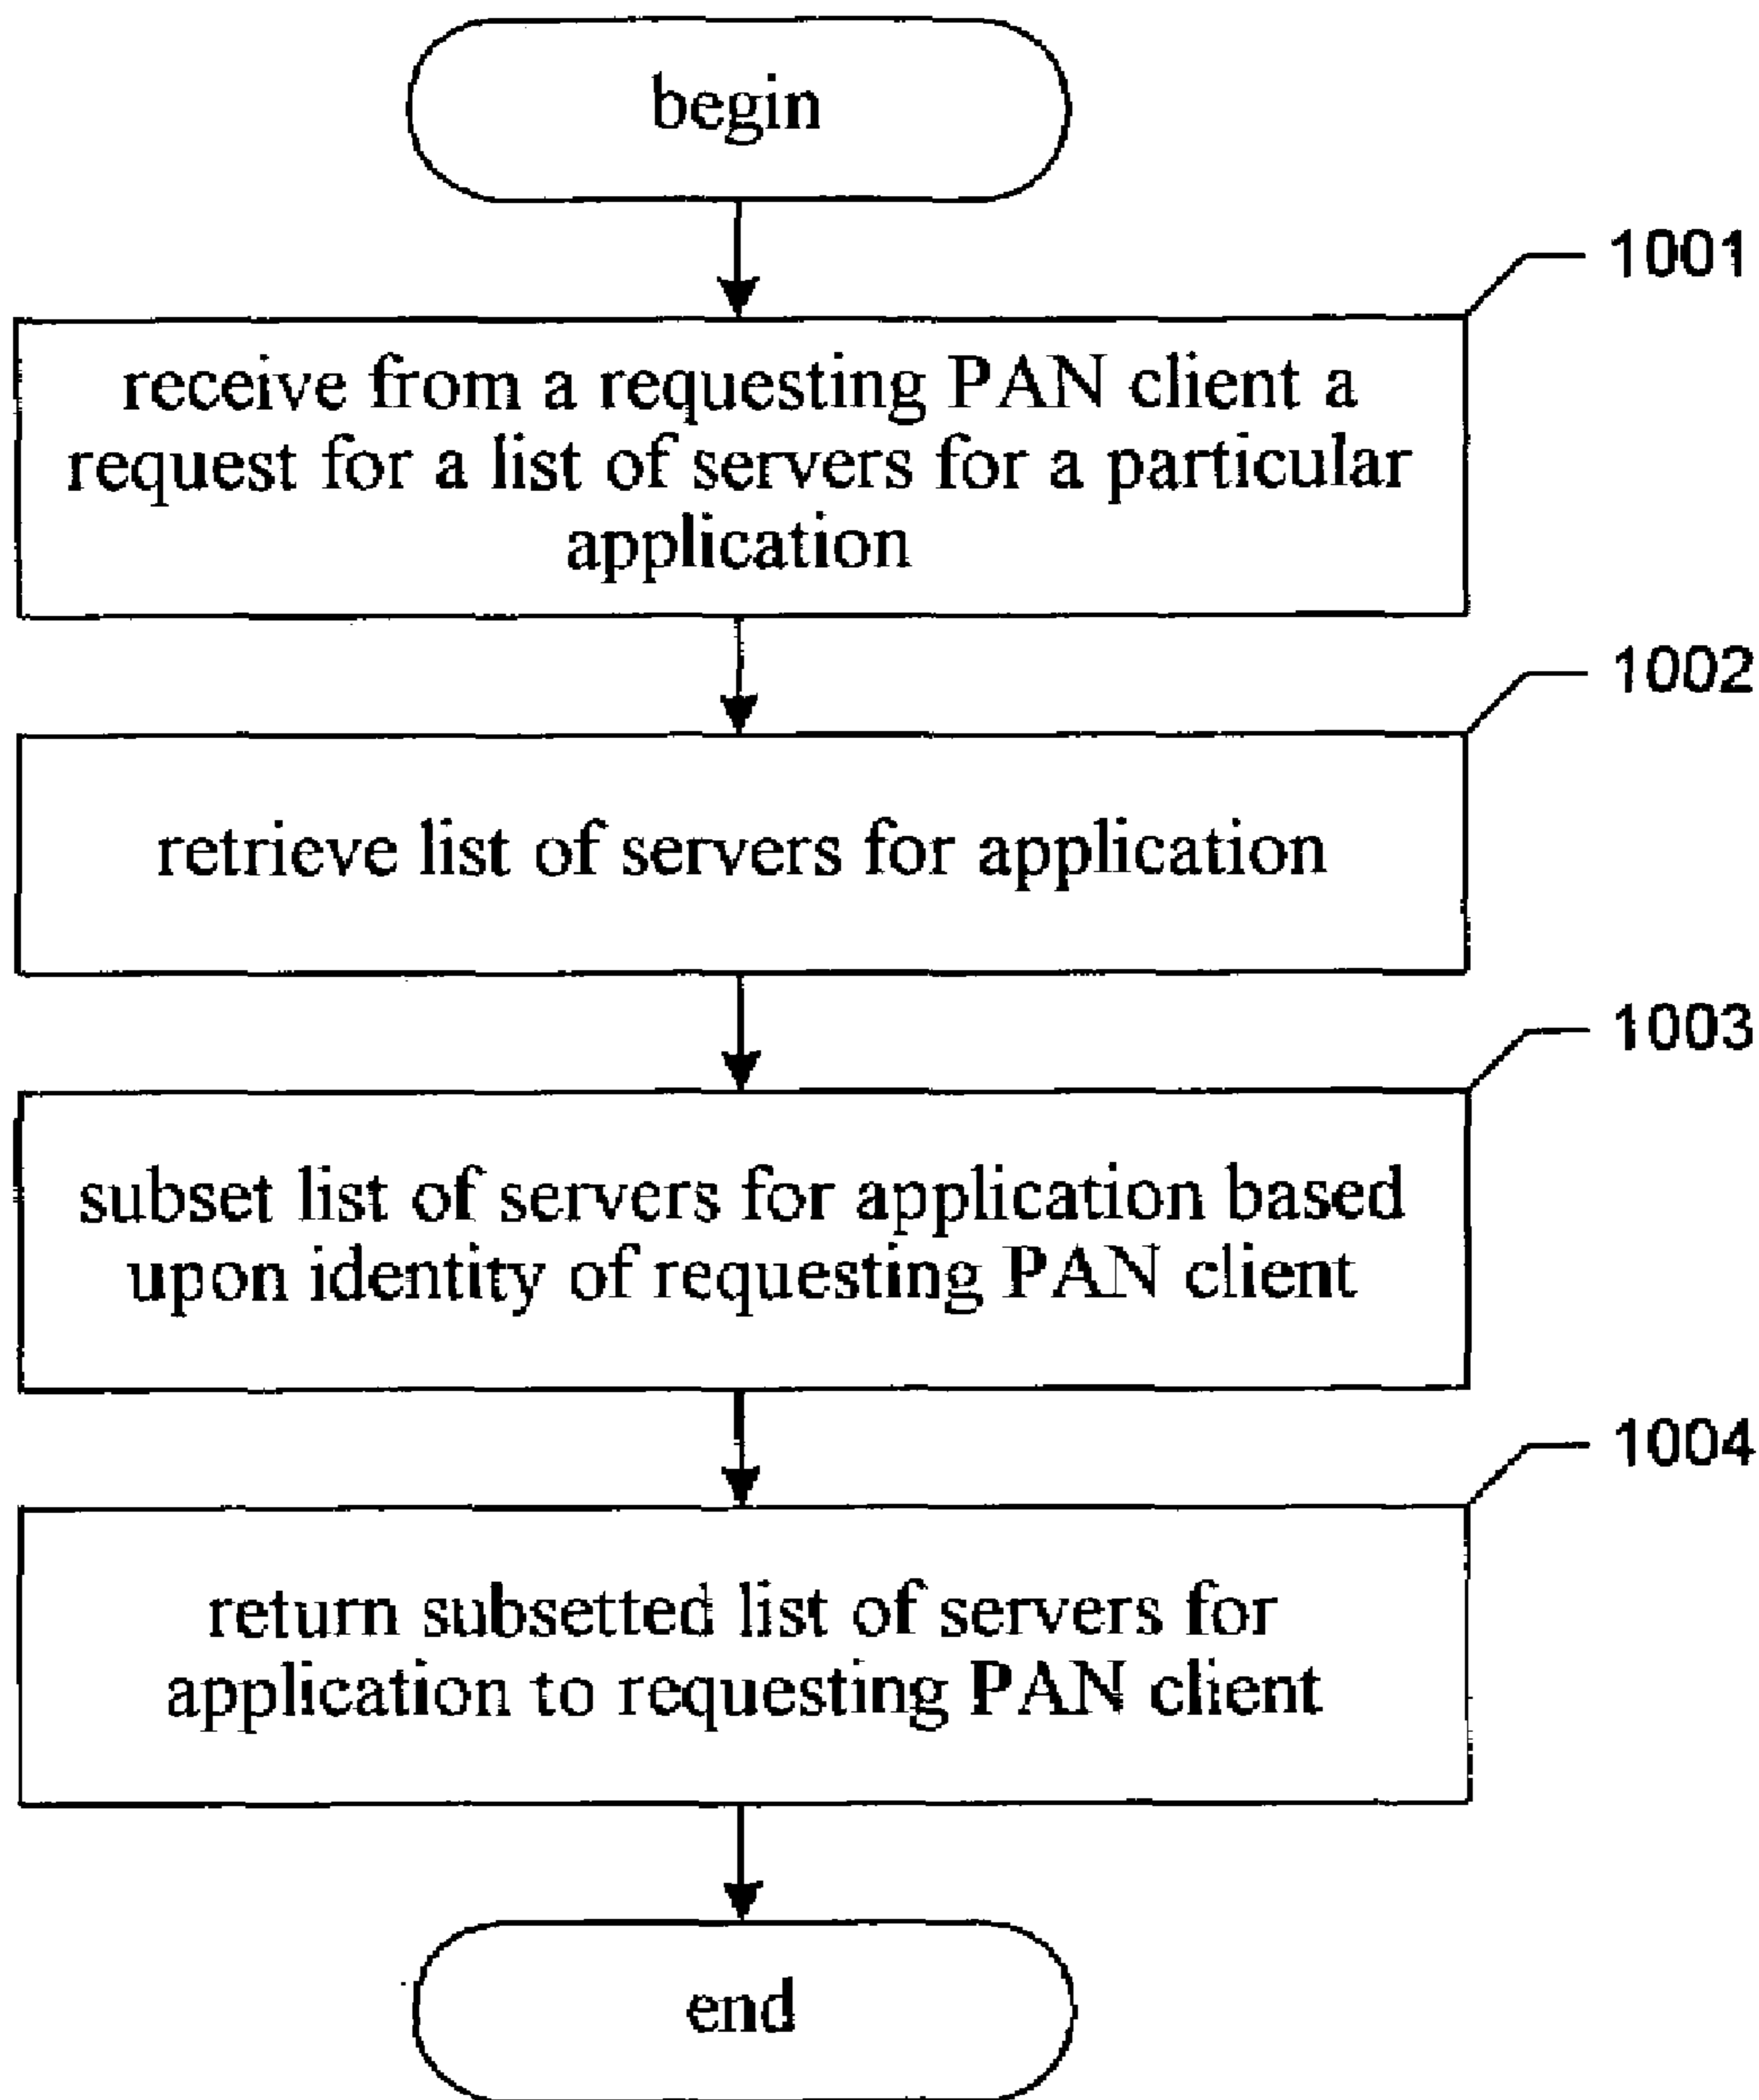 begin
1001
receive from a requesting PAN client a
request for a list of servers for a particular
application
1002
retrieve list of servers for application
1003
subset list of servers for application based
upon identity of requesting PAN client
1004
return subsetted list of servers for
application to requesting PAN client
end